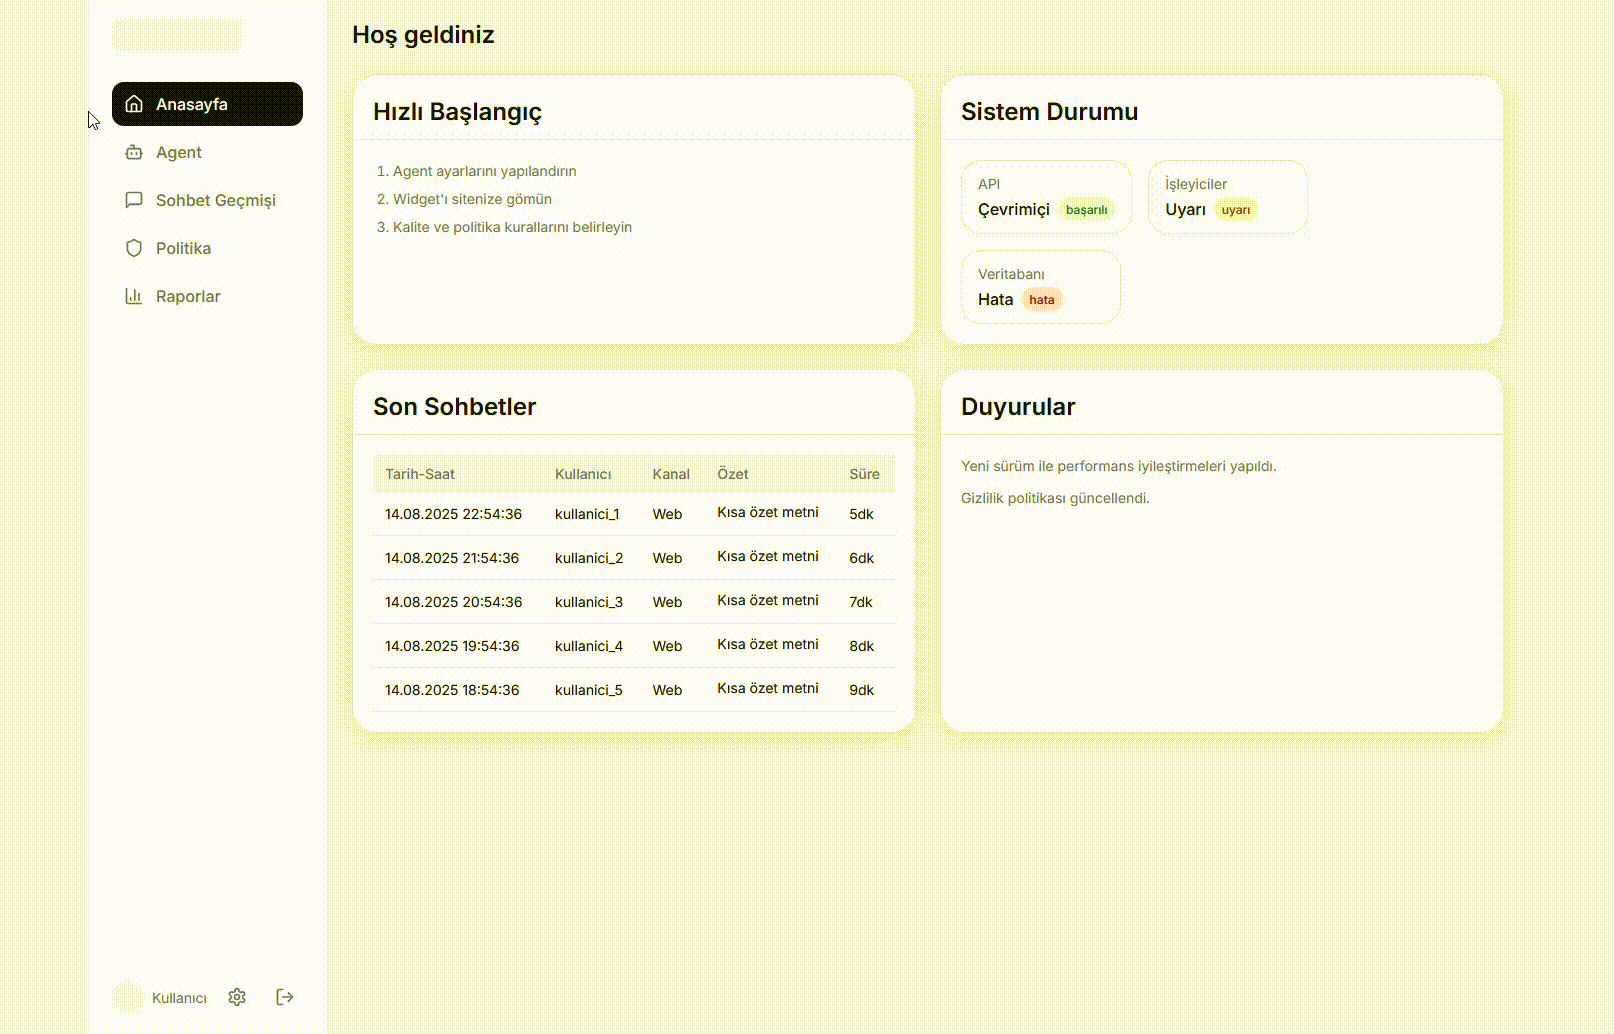 Hoş geldiniz
Anasayfa
Agent
Sohbet Geçmişi
Politika
Raporlar
Kullanıcı
Hızlı Başlangıç
1. Agent ayarlarını yapılandırın
2. Widget'ı sitenize gömün
3. Kalite ve politika kurallarını belirleyin
Sistem Durumu
API
Çevrimiçi başarılı
İşleyiciler
Uyarı uyarı
Veritabanı
Hata hata
Son Sohbetler
Tarih-Saat Kullanıcı Kanal Özet Süre
14.08.2025 22:54:36 kullanici_1 Web Kısa özet metni 5dk
14.08.2025 21:54:36 kullanici_2 Web Kısa özet metni 6dk
14.08.2025 20:54:36 kullanici_3 Web Kısa özet metni 7dk
14.08.2025 19:54:36 kullanici_4 Web Kısa özet metni 8dk
14.08.2025 18:54:36 kullanici_5 Web Kısa özet metni 9dk
Duyurular
Yeni sürüm ile performans iyileştirmeleri yapıldı.
Gizlilik politikası güncellendi.